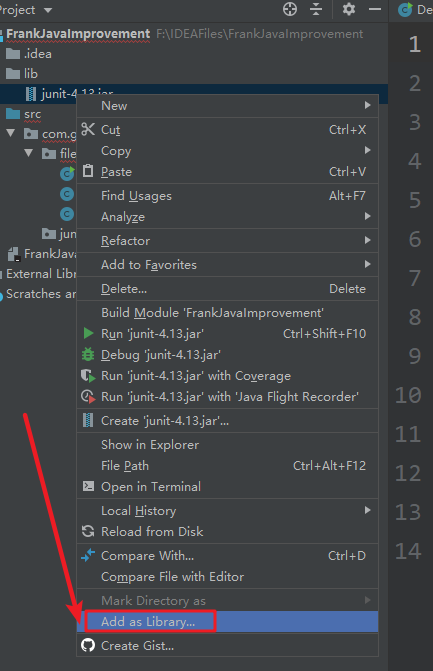 Project
De
FrankJavaImprovement F:\IDEAFiles\FrankJavaImprovement
.idea
lib
junit-4.13.jar
src
com.g
file
jun
FrankJava
External Libr
Scratches an
New
Cut Ctrl+X
Copy
Paste Ctrl+V
Find Usages Alt+F7
Analyze
Refactor
Add to Favorites
Delete... Delete
Build Module 'FrankJavaImprovement'
Run 'junit-4.13.jar' Ctrl+Shift+F10
Debug 'junit-4.13.jar'
Run 'junit-4.13.jar' with Coverage
Run 'junit-4.13.jar' with 'Java Flight Recorder'
Create 'junit-4.13.jar'...
Show in Explorer
File Path Ctrl+Alt+F12
Open in Terminal
Local History
Reload from Disk
Compare With... Ctrl+D
Compare File with Editor
Mark Directory as
Add as Library...
Create Gist...
1
2
3
4
5
6
7
8
9
10
11
12
13
14